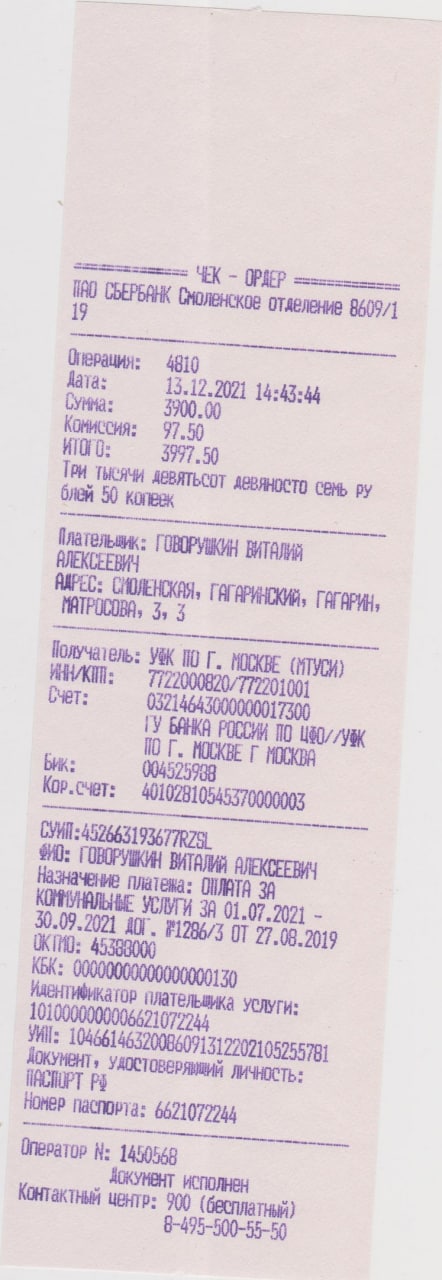 ============ ЧЕК - ОРДЕР ============
ПАО СБЕРБАНК Смоленское отделение 8609/1
19
Операция: 4810
Дата: 13.12.2021 14:43:44
Сумма: 3900.00
Комиссия: 97.50
ИТОГО: 3997.50
Три тысячи девятьсот девяносто семь ру
блей 50 копеек
Плательщик: ГОВОРУШКИН ВИТАЛИЙ
АЛЕКСЕЕВИЧ
АДРЕС: СМОЛЕНСКАЯ, ГАГАРИНСКИЙ, ГАГАРИН,
МАТРОСОВА, 3, 3
Получатель: УФК ПО Г. МОСКВЕ (МТУСИ)
ИНН/КПП: 7722000820/772201001
Счет: 03214643000000017300
ГУ БАНКА РОССИИ ПО ЦФО//УФК
ПО Г. МОСКВЕ Г МОСКВА
Бик: 004525988
Кор.счет: 40102810545370000003
СУИП:452663193677RZSL
ФИО: ГОВОРУШКИН ВИТАЛИЙ АЛЕКСЕЕВИЧ
Назначение платежа: ОПЛАТА ЗА
КОММУНАЛЬНЫЕ УСЛУГИ ЗА 01.07.2021 -
30.09.2021 ДОГ. №1286/3 ОТ 27.08.2019
ОКТМО: 45388000
КБК: 00000000000000000130
Идентификатор плательщика услуги:
1010000000006621072244
УИП: 10466146320086091312202105255781
Документ, удостоверяющий личность:
ПАСПОРТ РФ
Номер паспорта: 6621072244
Оператор N: 1450568
Документ исполнен
Контактный центр: 900 (бесплатный)
8-495-500-55-50